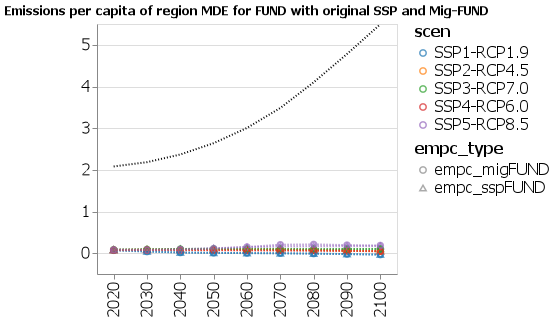 Emissions per capita of region MDE for FUND with original SSP and Mig-FUND
5
4
3
2
1
0
2020
2030
2040
2050
2060
2070
2080
2090
2100
scen
SSP1-RCP1.9
SSP2-RCP4.5
SSP3-RCP7.0
SSP4-RCP6.0
SSP5-RCP8.5
empc_type
empc_migFUND
empc_sspFUND